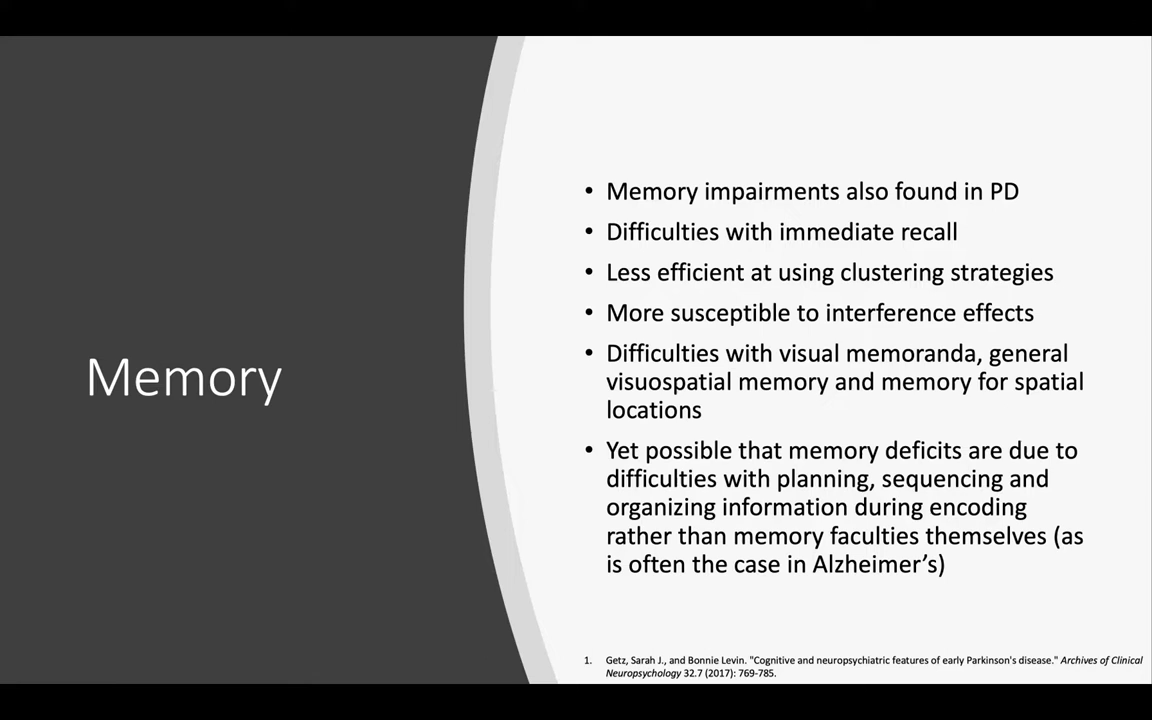 Memory
• Memory impairments also found in PD
• Difficulties with immediate recall
• Less efficient at using clustering strategies
• More susceptible to interference effects
• Difficulties with visual memoranda, general
visuospatial memory and memory for spatial
locations
• Yet possible that memory deficits are due to
difficulties with planning, sequencing and
organizing information during encoding
rather than memory faculties themselves (as
is often the case in Alzheimer’s)
1. Getz, Sarah J., and Bonnie Levin. "Cognitive and neuropsychiatric features of early Parkinson's disease." Archives of Clinical
Neuropsychology 32.7 (2017): 769-785.